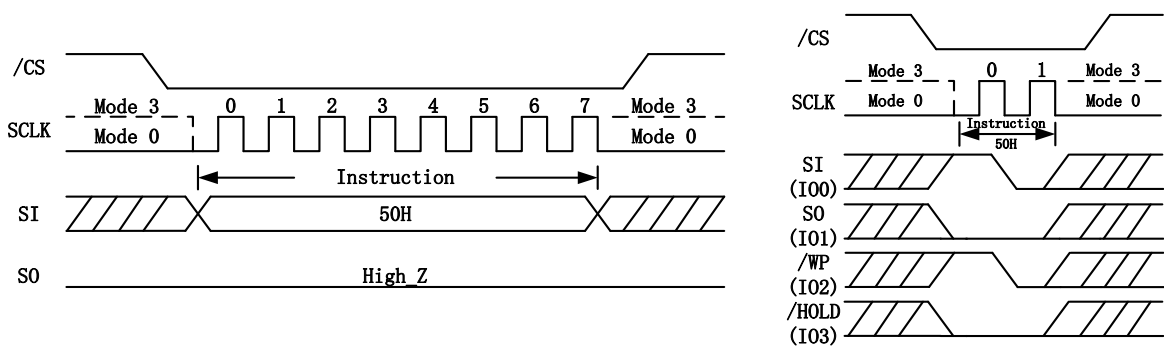 /CS
Mode 3 0 1 2 3 4 5 6 7 Mode 3
SCLK
Mode 0 Mode 0
Instruction
SI 50H
SO High_Z
/CS
Mode 3 0 1 Mode 3
SCLK
Mode 0 Mode 0
Instruction
50H
SI
(IO0)
SO
(IO1)
/WP
(IO2)
/HOLD
(IO3)